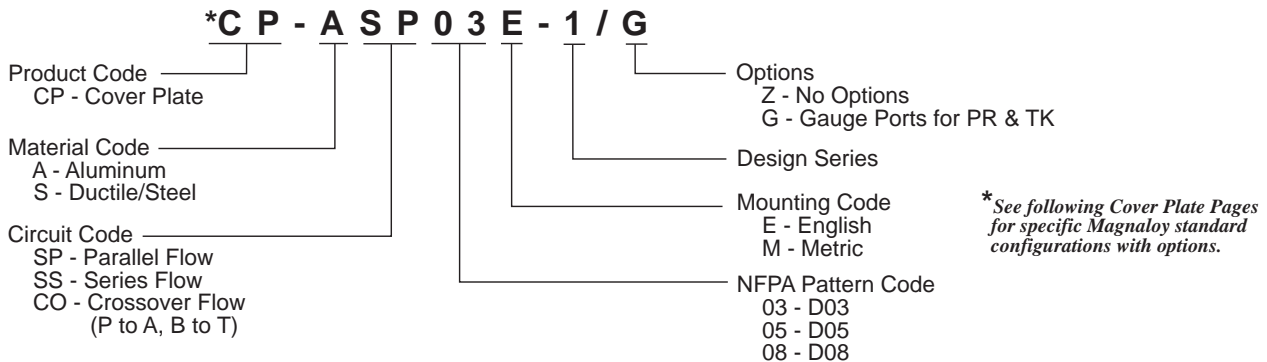 *CP-ASP03E-1/G
Product Code
CP - Cover Plate
Material Code
A - Aluminum
S - Ductile/Steel
Circuit Code
SP - Parallel Flow
SS - Series Flow
CO - Crossover Flow
(P to A, B to T)
Options
Z - No Options
G - Gauge Ports for PR & TK
Design Series
Mounting Code
E - English
M - Metric
NFPA Pattern Code
03 - D03
05 - D05
08 - D08
*See following Cover Plate Pages
for specific Magnaloy standard
configurations with options.